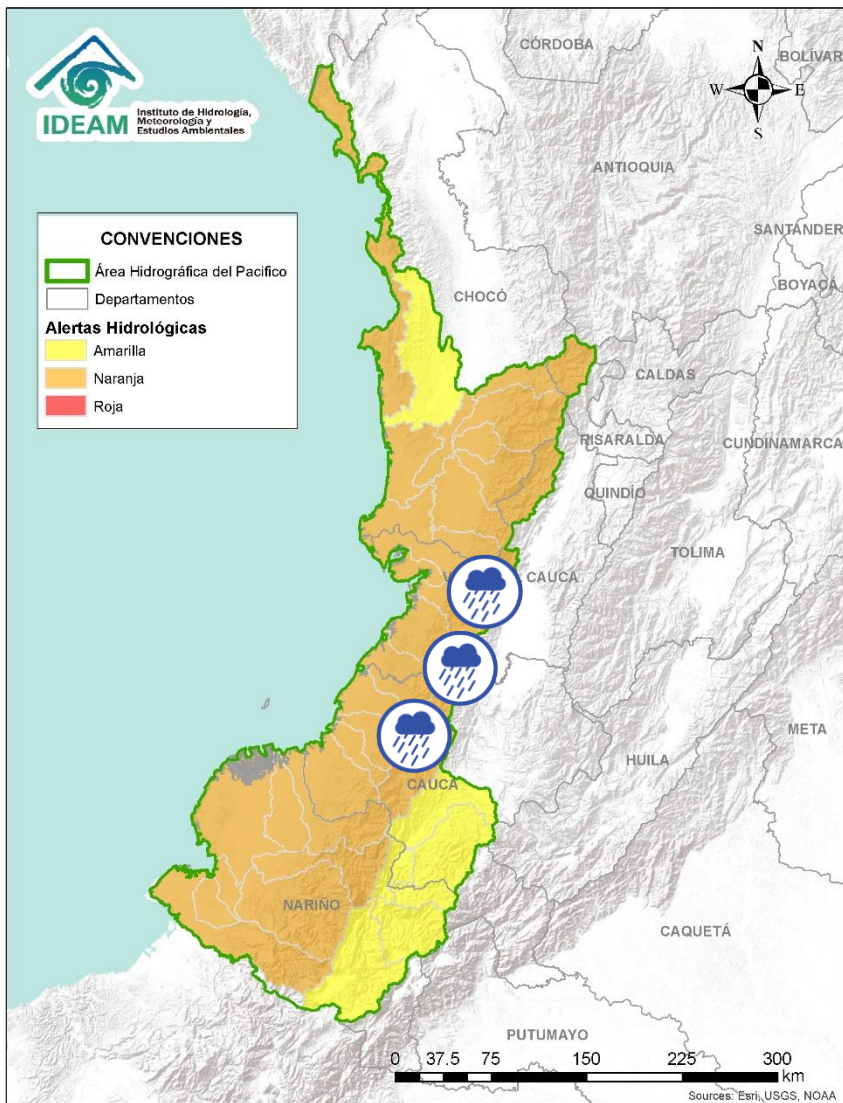 IDEAM
Instituto de Hidrología,
Meteorología y
Estudios Ambientales
CÓRDOBA
BOLÍVAR
N
W
E
S
ANTIOQUIA
SANTANDER
BOYACÁ
CONVENCIONES
Área Hidrográfica del Pacifico
Departamentos
Alertas Hidrológicas
Amarilla
Naranja
Roja
CHOCÓ
CALDAS
RISARALDA
CUNDINAMARCA
QUINDÍO
TOLIMA
CAUCA
META
HUILA
CAUCA
NARIÑO
CAQUETÁ
PUTUMAYO
0 37.5 75 150 225 300
km
Sources: Esri, USGS, NOAA